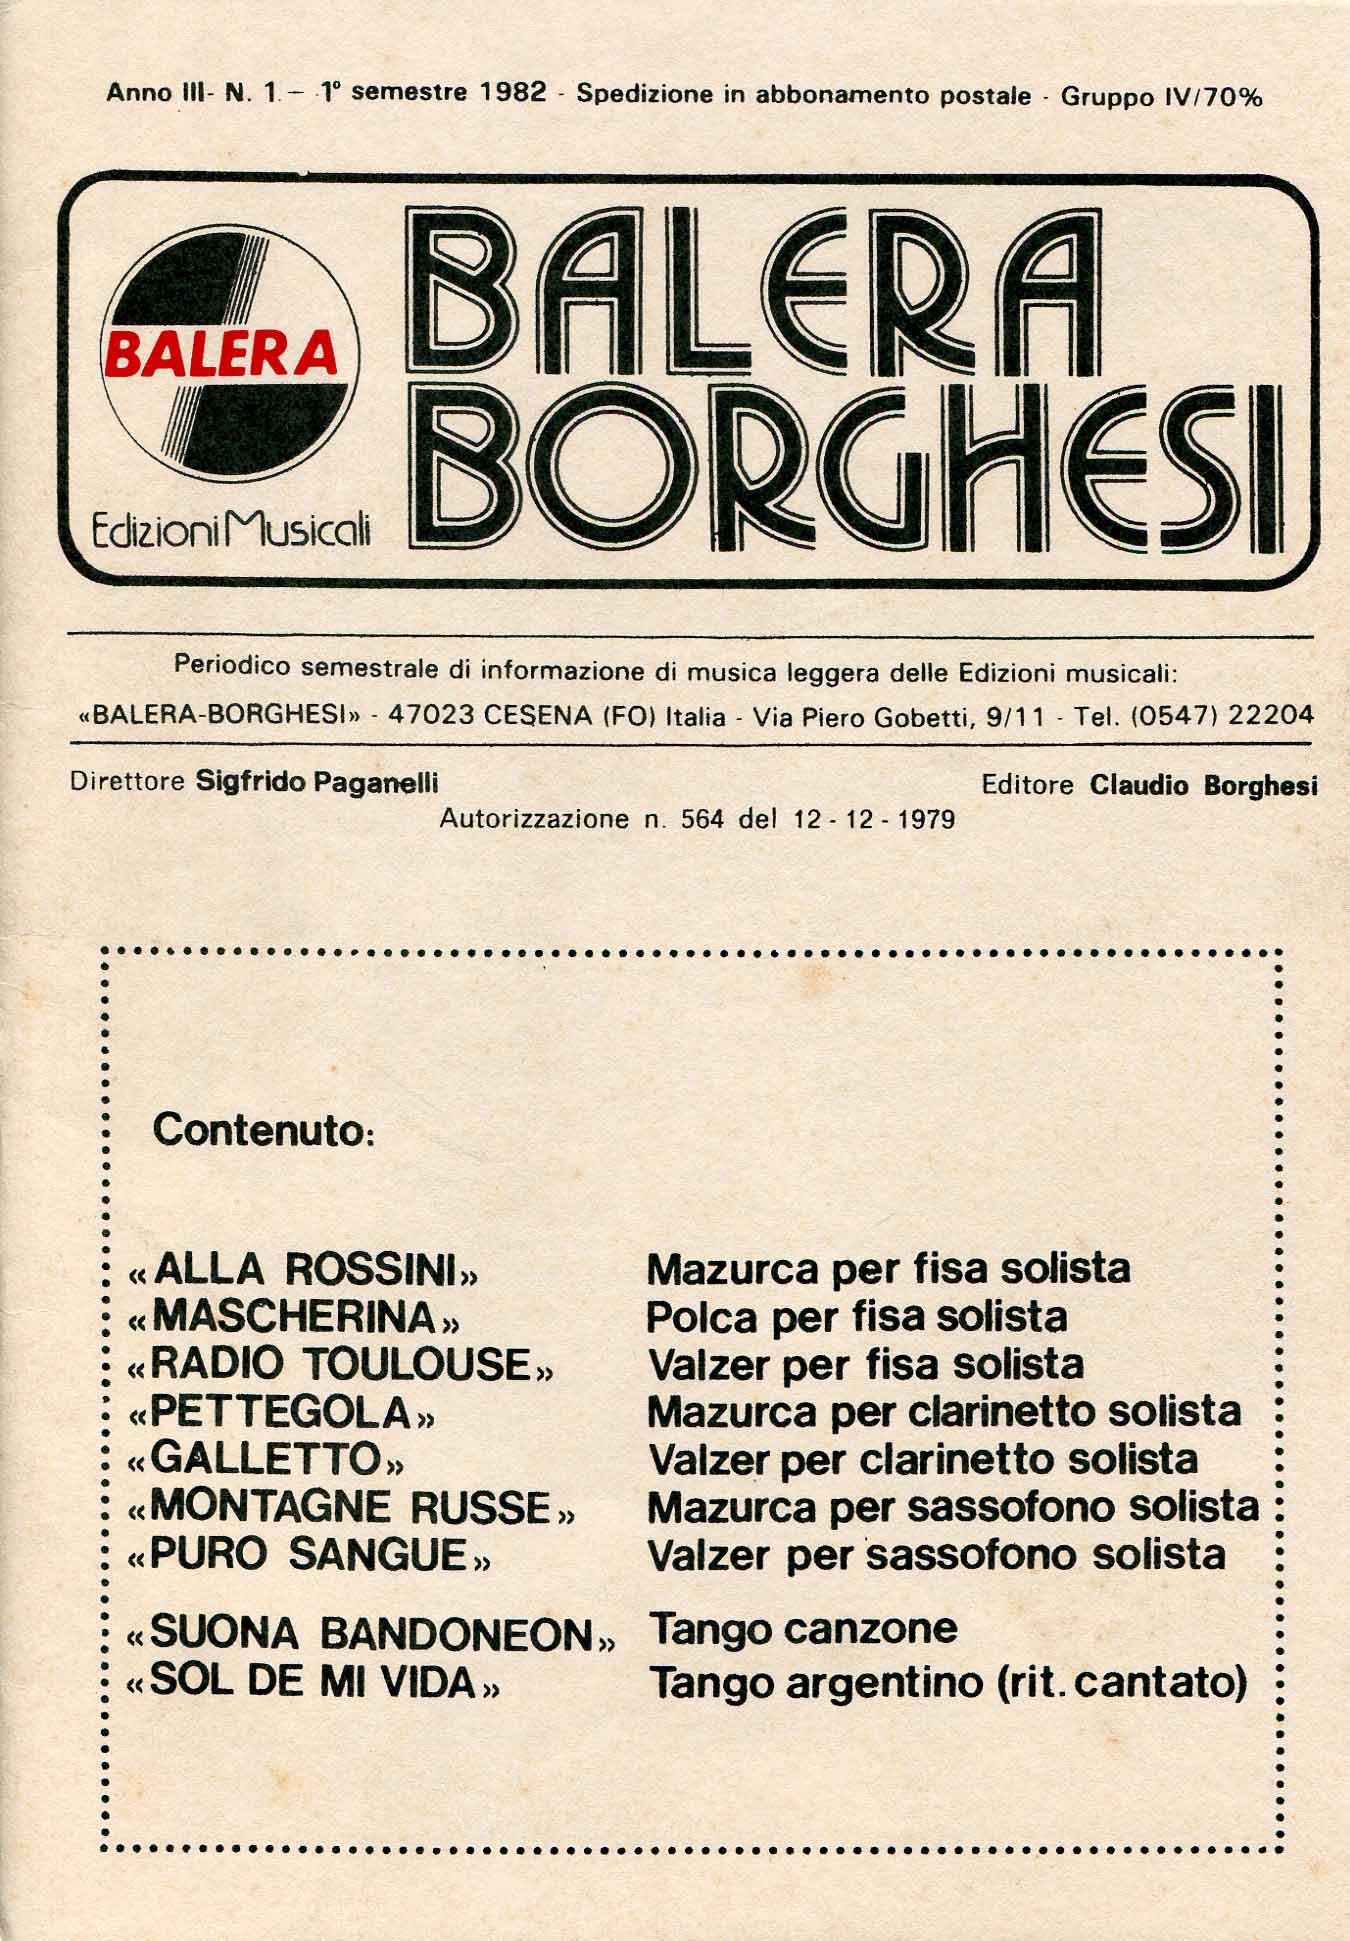 Anno III- N. 1 - 1° semestre 1982 - Spedizione in abbonamento postale - Gruppo IV/70%
BALERA
Edizioni Musicali
BALERA
BORGHESI
Periodico semestrale di informazione di musica leggera delle Edizioni musicali:
«BALERA-BORGHESI» - 47023 CESENA (FO) Italia - Via Piero Gobetti, 9/11 - Tel. (0547) 22204
Direttore Sigfrido Paganelli Editore Claudio Borghesi
Autorizzazione n. 564 del 12-12-1979
Contenuto:
«ALLA ROSSINI» Mazurca per fisa solista
«MASCHERINA» Polca per fisa solista
«RADIO TOULOUSE» Valzer per fisa solista
«PETTEGOLA» Mazurca per clarinetto solista
«GALLETTO» Valzer per clarinetto solista
«MONTAGNE RUSSE» Mazurca per sassofono solista
«PURO SANGUE» Valzer per sassofono solista
«SUONA BANDONEON» Tango canzone
«SOL DE MI VIDA» Tango argentino (rit. cantato)